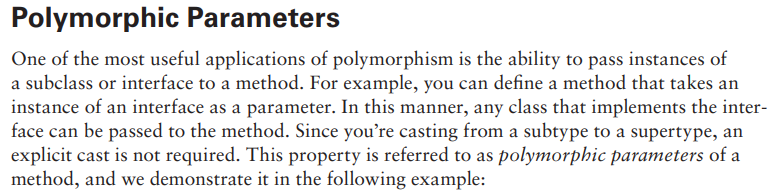 Polymorphic Parameters
One of the most useful applications of polymorphism is the ability to pass instances of
a subclass or interface to a method. For example, you can define a method that takes an
instance of an interface as a parameter. In this manner, any class that implements the inter-
face can be passed to the method. Since you’re casting from a subtype to a supertype, an
explicit cast is not required. This property is referred to as polymorphic parameters of a
method, and we demonstrate it in the following example: